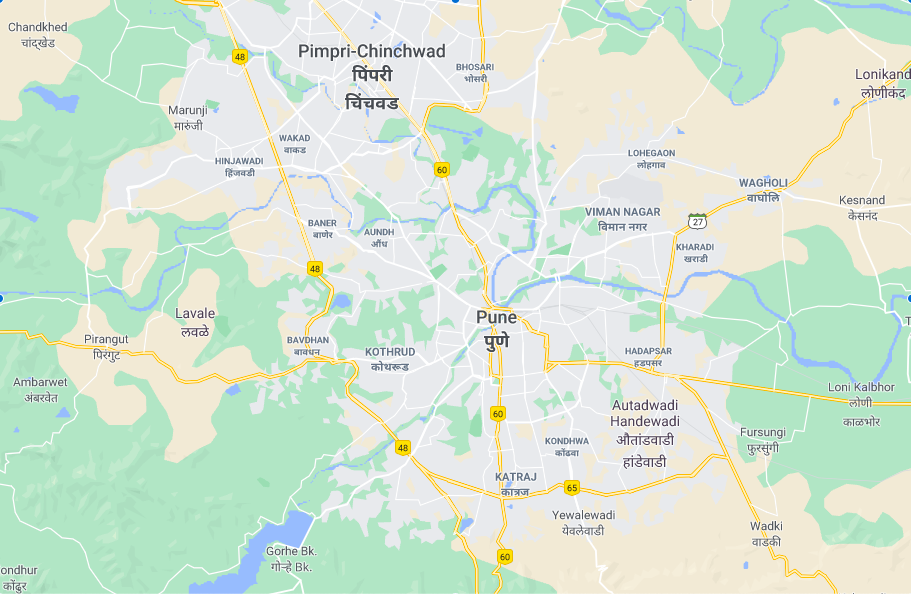 Chandkhed
चांदखेड
48
Pimpri-Chinchwad
पिंपरी
चिंचवड
BHOSARI
भोसरी
Lonikand
लोणीकंद
Marunji
मारुंजी
WAKAD
वाकड
HINJAWADI
हिंजवडी
60
LOHEGAON
लोहगाव
WAGHOLI
वाघोलि
Kesnand
केसनंद
BANER
बाणेर
AUNDH
औंध
VIMAN NAGAR
विमान नगर
27
KHARADI
खराडी
48
Lavale
लवळे
Pirangut
पिरंगुट
BAVDHAN
बावधन
Pune
पुणे
KOTHRUD
कोथरूड
HADAPSAR
हडपसर
Ambarwet
अंबरवेत
Loni Kalbhor
लोणी
काळभोर
60
Autadwadi
Handewadi
औतांडवाडी
हांडेवाडी
Fursungi
फुरसुंगी
KONDHWA
कोंढवा
48
KATRAJ
कात्रज
65
Yewalewadi
येवलेवाडी
Wadki
वाडकी
Gorhe Bk.
गोऱ्हे Bk.
60
ondhur
कोंढुर